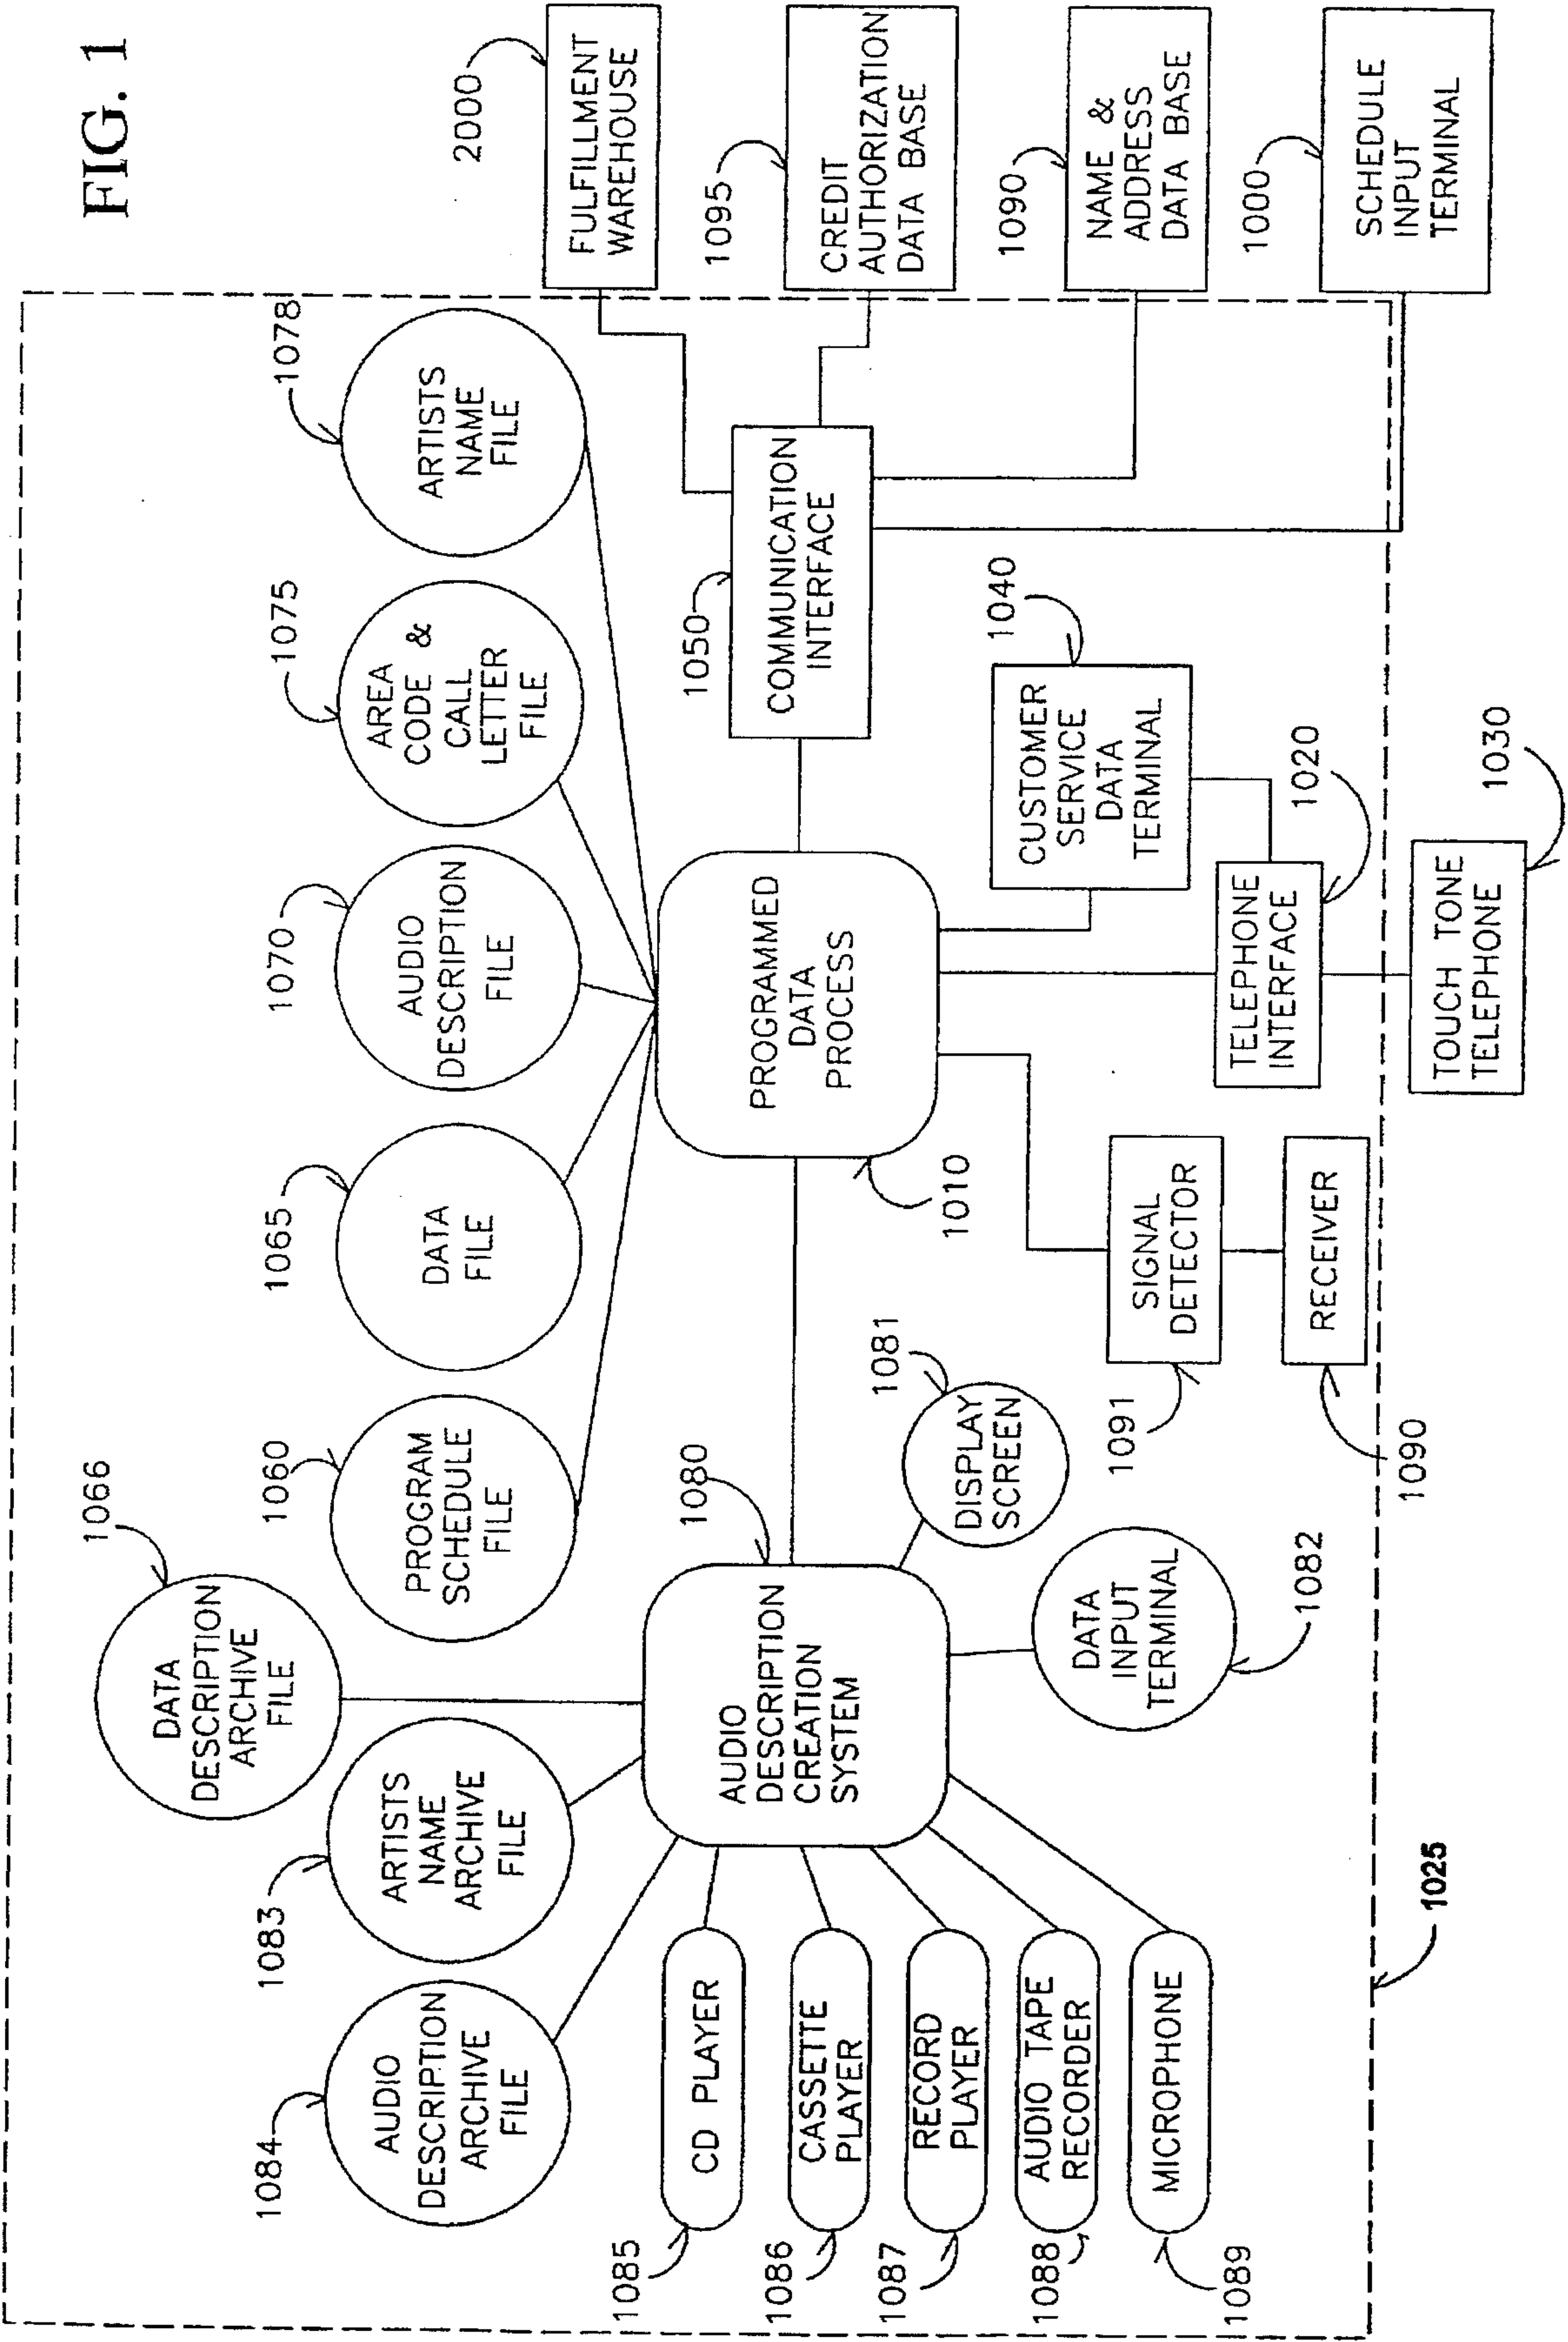 FIG. 1
1066
DATA
DESCRIPTION
ARCHIVE
FILE
1084
AUDIO
DESCRIPTION
ARCHIVE
FILE
1083
ARTISTS
NAME
ARCHIVE
FILE
1060
PROGRAM
SCHEDULE
FILE
1065
DATA
FILE
1070
AUDIO
DESCRIPTION
FILE
1075
AREA
CODE &
CALL
LETTER
FILE
1078
ARTISTS
NAME
FILE
2000
FULFILLMENT
WAREHOUSE
1095
CREDIT
AUTHORIZATION
DATA BASE
1090
NAME &
ADDRESS
DATA BASE
1000
SCHEDULE
INPUT
TERMINAL
1050
COMMUNICATION
INTERFACE
PROGRAMMED
DATA
PROCESS
1010
1080
AUDIO
DESCRIPTION
CREATION
SYSTEM
1081
DISPLAY
SCREEN
DATA
INPUT
TERMINAL
1082
1085
CD PLAYER
1086
CASSETTE
PLAYER
1087
RECORD
PLAYER
1088
AUDIO TAPE
RECORDER
1089
MICROPHONE
1091
SIGNAL
DETECTOR
RECEIVER
1090
1040
CUSTOMER
SERVICE
DATA
TERMINAL
1020
TELEPHONE
INTERFACE
TOUCH TONE
TELEPHONE
1030
1025